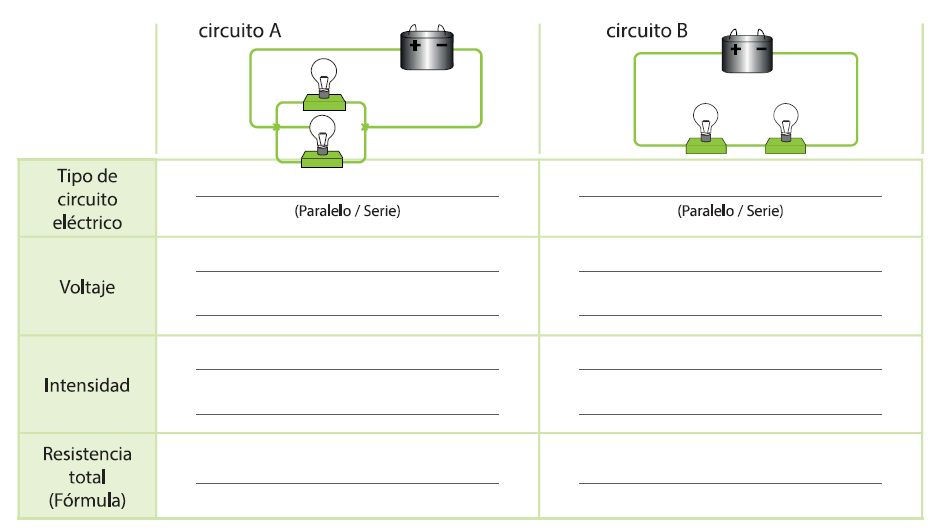 circuito A
circuito B
+ -
+ -
Tipo de
circuito
eléctrico
(Paralelo / Serie)
(Paralelo / Serie)
Voltaje
Intensidad
Resistencia
total
(Fórmula)